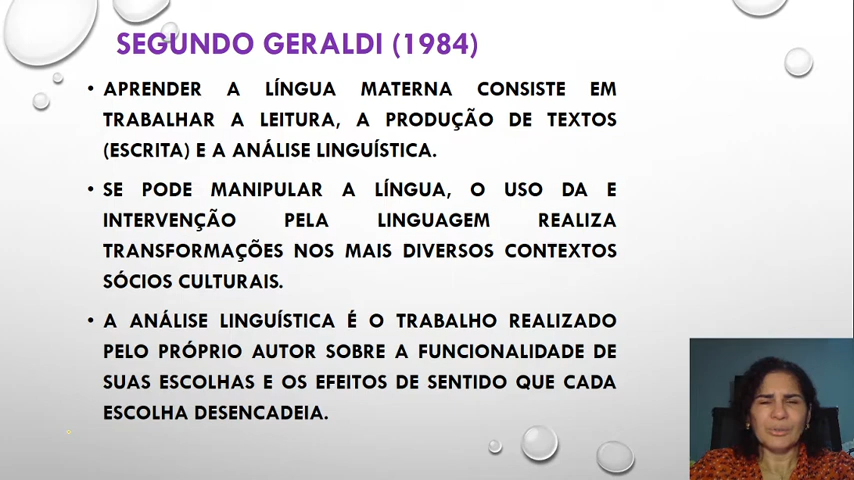 SEGUNDO GERALDI (1984)
• APRENDER A LÍNGUA MATERNA CONSISTE EM
TRABALHAR A LEITURA, A PRODUÇÃO DE TEXTOS
(ESCRITA) E A ANÁLISE LINGUÍSTICA.
• SE PODE MANIPULAR A LÍNGUA, O USO DA E
INTERVENÇÃO PELA LINGUAGEM REALIZA
TRANSFORMAÇÕES NOS MAIS DIVERSOS CONTEXTOS
SÓCIOS CULTURAIS.
• A ANÁLISE LINGUÍSTICA É O TRABALHO REALIZADO
PELO PRÓPRIO AUTOR SOBRE A FUNCIONALIDADE DE
SUAS ESCOLHAS E OS EFEITOS DE SENTIDO QUE CADA
ESCOLHA DESENCADEIA.